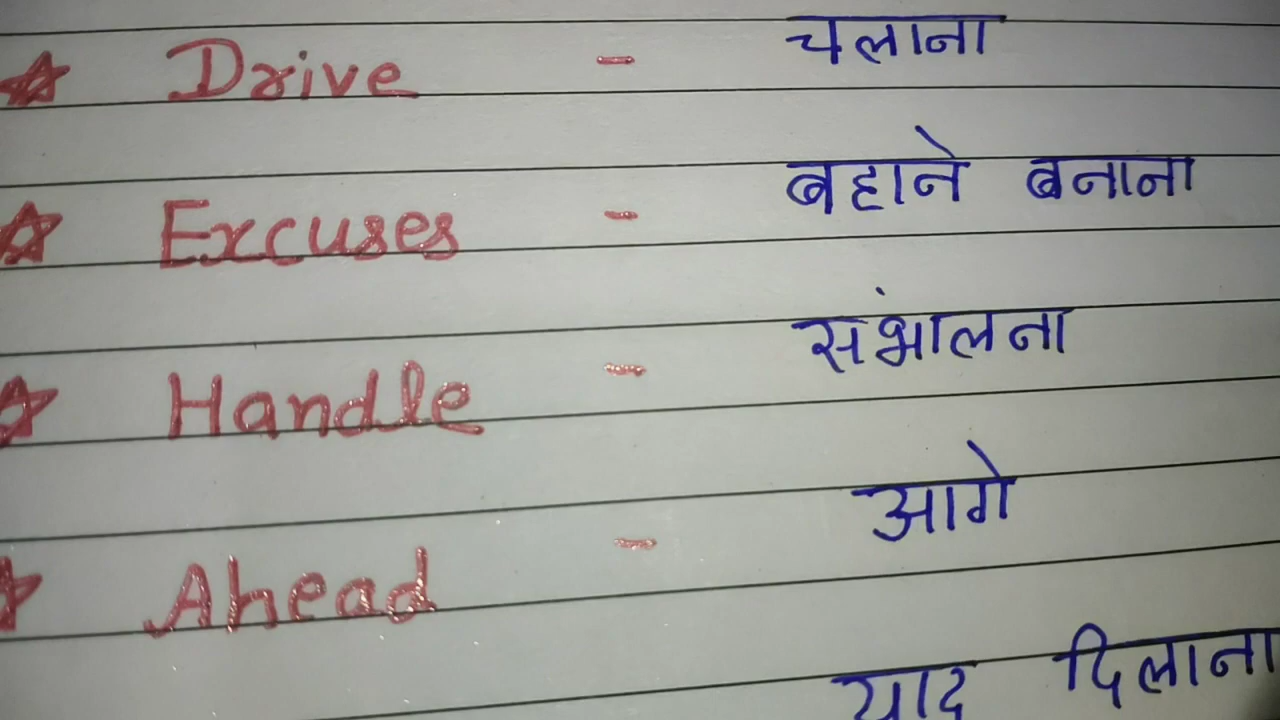 ☆ Drive - चलाना
☆ Excuses - बहाने बनाना
☆ Handle - संभालना
☆ Ahead - आगे
याद दिलाना